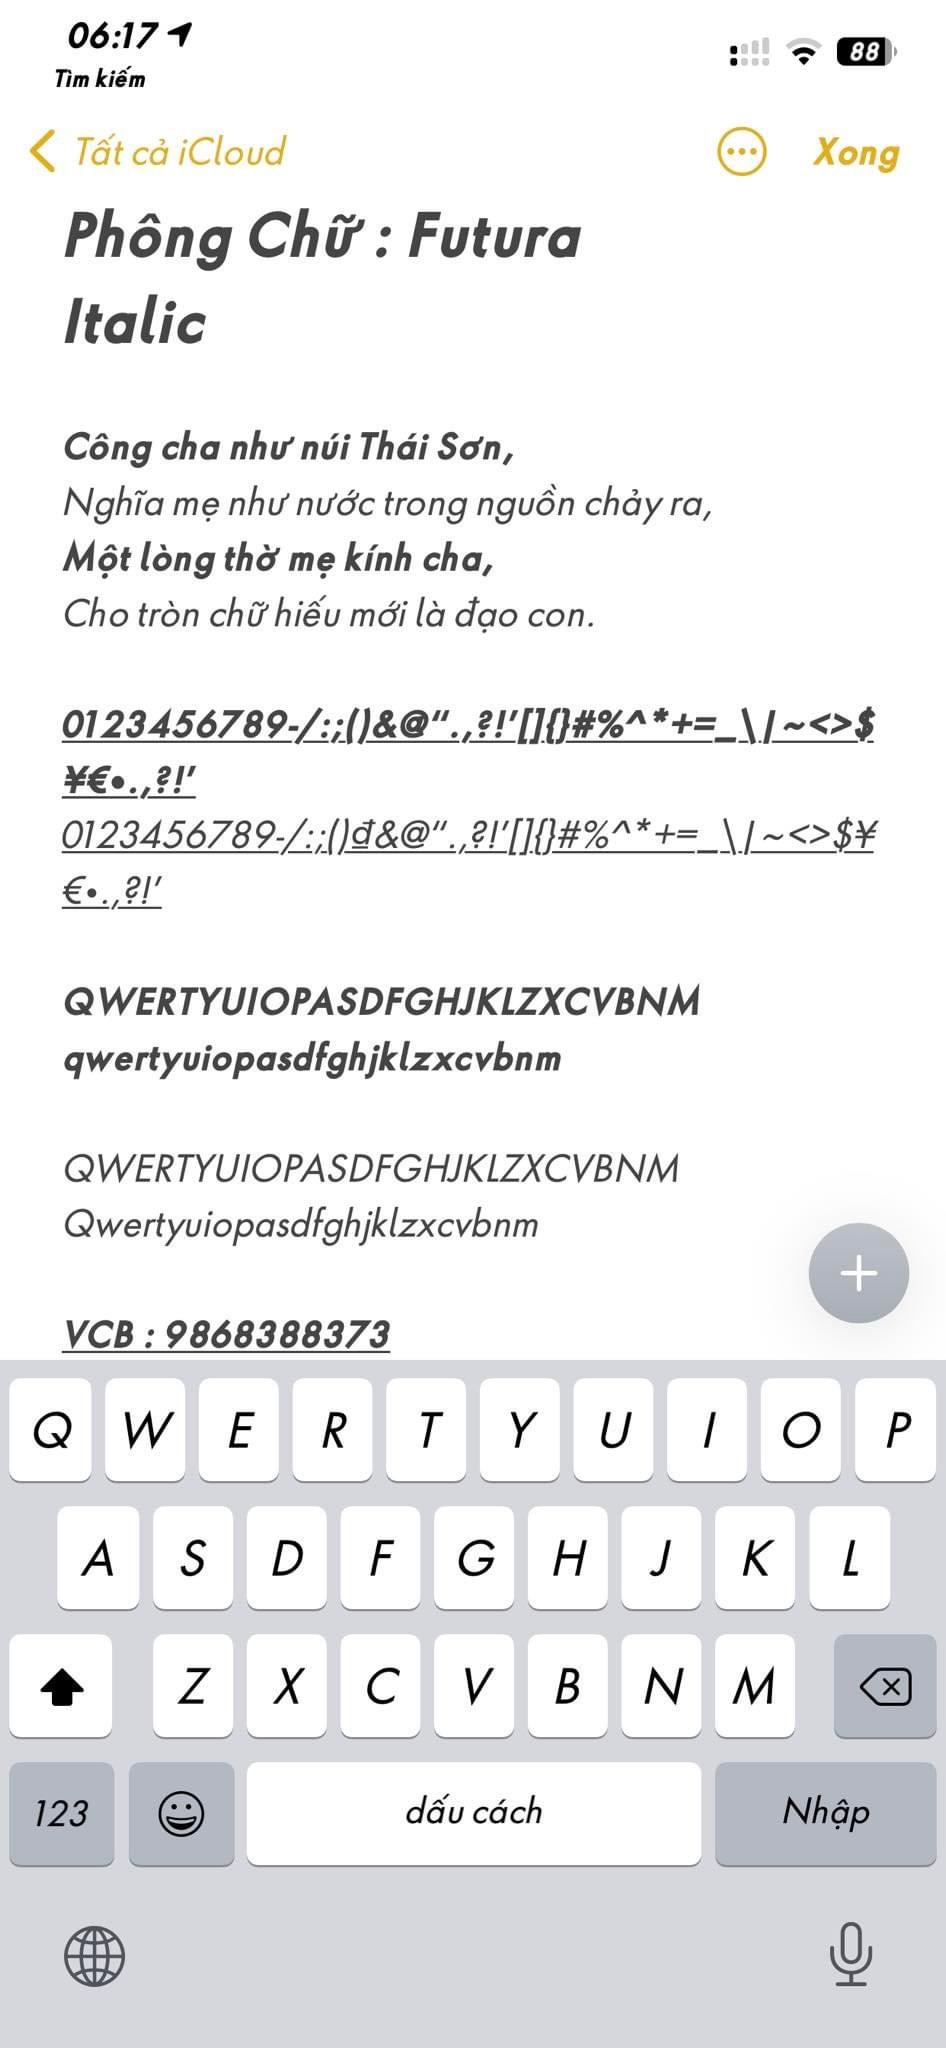 06:17
88
Tìm kiếm
Tất cả iCloud
Xong
Phông Chữ : Futura
Italic
Công cha như núi Thái Sơn,
Nghĩa mẹ như nước trong nguồn chảy ra,
Một lòng thờ mẹ kính cha,
Cho tròn chữ hiếu mới là đạo con.
0123456789-/:;()&@“.,?!’[]{}#%^*+=_\|~<>$
¥€•.,?!’
0123456789-/:;()₫&@“.,?!’[]{}#%^*+=_\|~<>$¥
€•.,?!’
QWERTYUIOPASDFGHJKLZXCVBNM
qwertyuiopasdfghjklzxcvbnm
QWERTYUIOPASDFGHJKLZXCVBNM
Qwertyuiopasdfghjklzxcvbnm
+
VCB : 9868388373
Q W E R T Y U I O P
A S D F G H J K L
Z X C V B N M
123 dấu cách Nhập